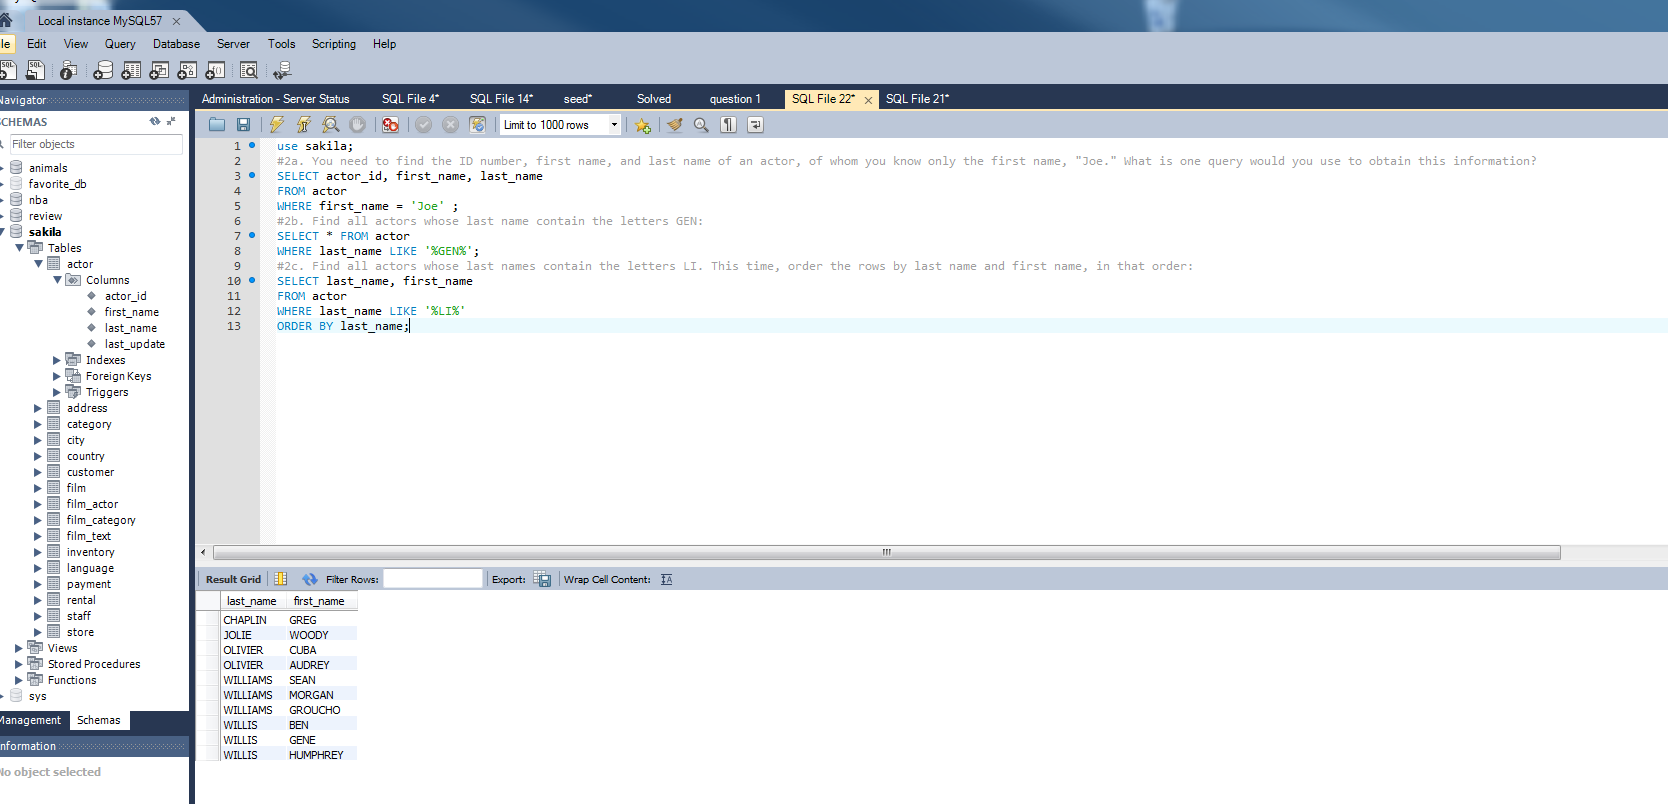 Local instance MySQL57
Edit View Query Database Server Tools Scripting Help
Navigator
Administration - Server Status SQL File 4* SQL File 14* seed* Solved question 1 SQL File 22* SQL File 21*
SCHEMAS
Limit to 1000 rows
Filter objects
animals
favorite_db
nba
review
sakila
Tables
actor
Columns
actor_id
first_name
last_name
last_update
Indexes
Foreign Keys
Triggers
address
category
city
country
customer
film
film_actor
film_category
film_text
inventory
language
payment
rental
staff
store
Views
Stored Procedures
Functions
sys
Management Schemas
Information
No object selected
1 use sakila;
2 #2a. You need to find the ID number, first name, and last name of an actor, of whom you know only the first name, "Joe." What is one query would you use to obtain this information?
3 SELECT actor_id, first_name, last_name
4 FROM actor
5 WHERE first_name = 'Joe' ;
6 #2b. Find all actors whose last name contain the letters GEN:
7 SELECT * FROM actor
8 WHERE last_name LIKE '%GEN%';
9 #2c. Find all actors whose last names contain the letters LI. This time, order the rows by last name and first name, in that order:
10 SELECT last_name, first_name
11 FROM actor
12 WHERE last_name LIKE '%LI%'
13 ORDER BY last_name;
Result Grid Filter Rows: Export: Wrap Cell Content:
last_name first_name
CHAPLIN GREG
JOLIE WOODY
OLIVIER CUBA
OLIVIER AUDREY
WILLIAMS SEAN
WILLIAMS MORGAN
WILLIAMS GROUCHO
WILLIS BEN
WILLIS GENE
WILLIS HUMPHREY